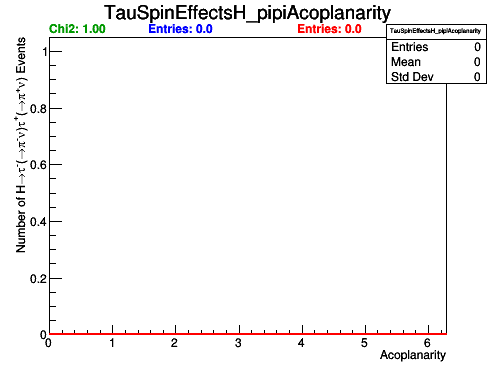 TauSpinEffectsH_pipiAcoplanarity
Chi2: 1.00 Entries: 0.0 Entries: 0.0
TauSpinEffectsH_pipiAcoplanarity
Entries 0
Mean 0
Std Dev 0
Number of H→τ⁻(→π⁻ν)τ⁺(→π⁺ν) Events
1
0.8
0.6
0.4
0.2
0
0 1 2 3 4 5 6
Acoplanarity